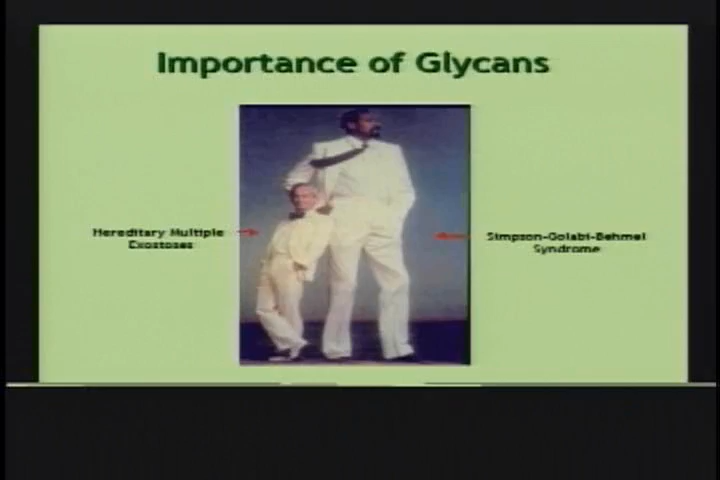 Importance of Glycans
Hereditary Multiple
Exostoses
Simpson-Golabi-Behmel
Syndrome